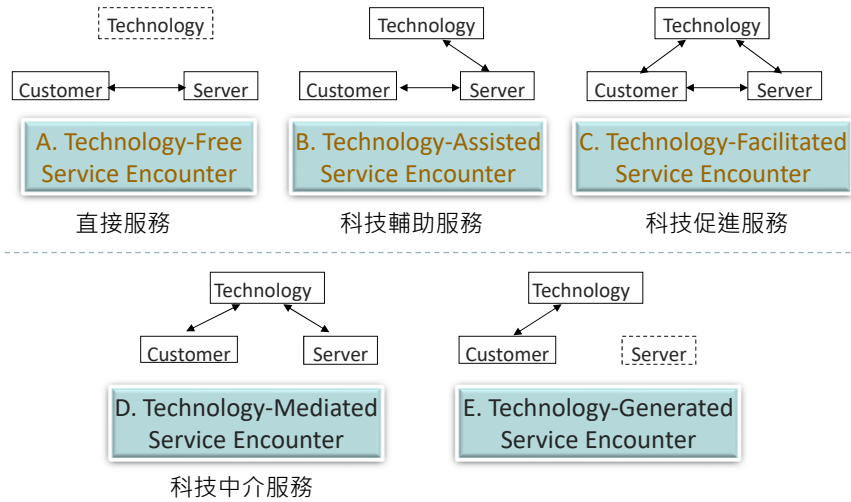 Technology
Customer
Server
A. Technology-Free
Service Encounter
直接服務
Technology
Customer
Server
B. Technology-Assisted
Service Encounter
科技輔助服務
Technology
Customer
Server
C. Technology-Facilitated
Service Encounter
科技促進服務
Technology
Customer
Server
D. Technology-Mediated
Service Encounter
科技中介服務
Technology
Customer
Server
E. Technology-Generated
Service Encounter